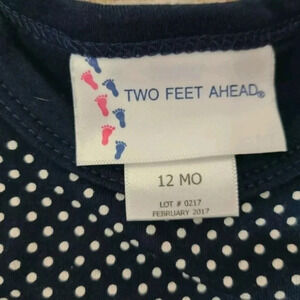 TWO FEET AHEAD®
12 MO
LOT # 0217
FEBRUARY 2017